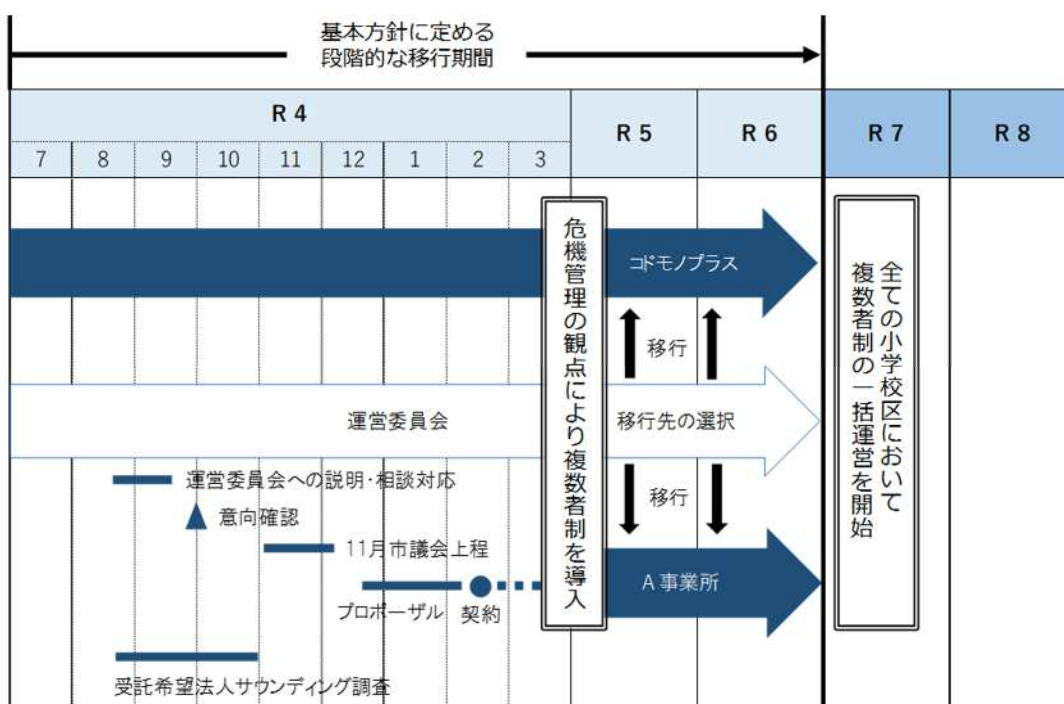 基本方針に定める
段階的な移行期間
R4
R5
R6
R7
R8
7 8 9 10 11 12 1 2 3
危機管理の観点により複数者制を導入
全ての小学校区において
複数者制の一括運営を開始
コドモノプラス
移行
運営委員会
移行先の選択
運営委員会への説明・相談対応
意向確認
移行
11月市議会上程
A事業所
プロポーザル
契約
受託希望法人サウンディング調査